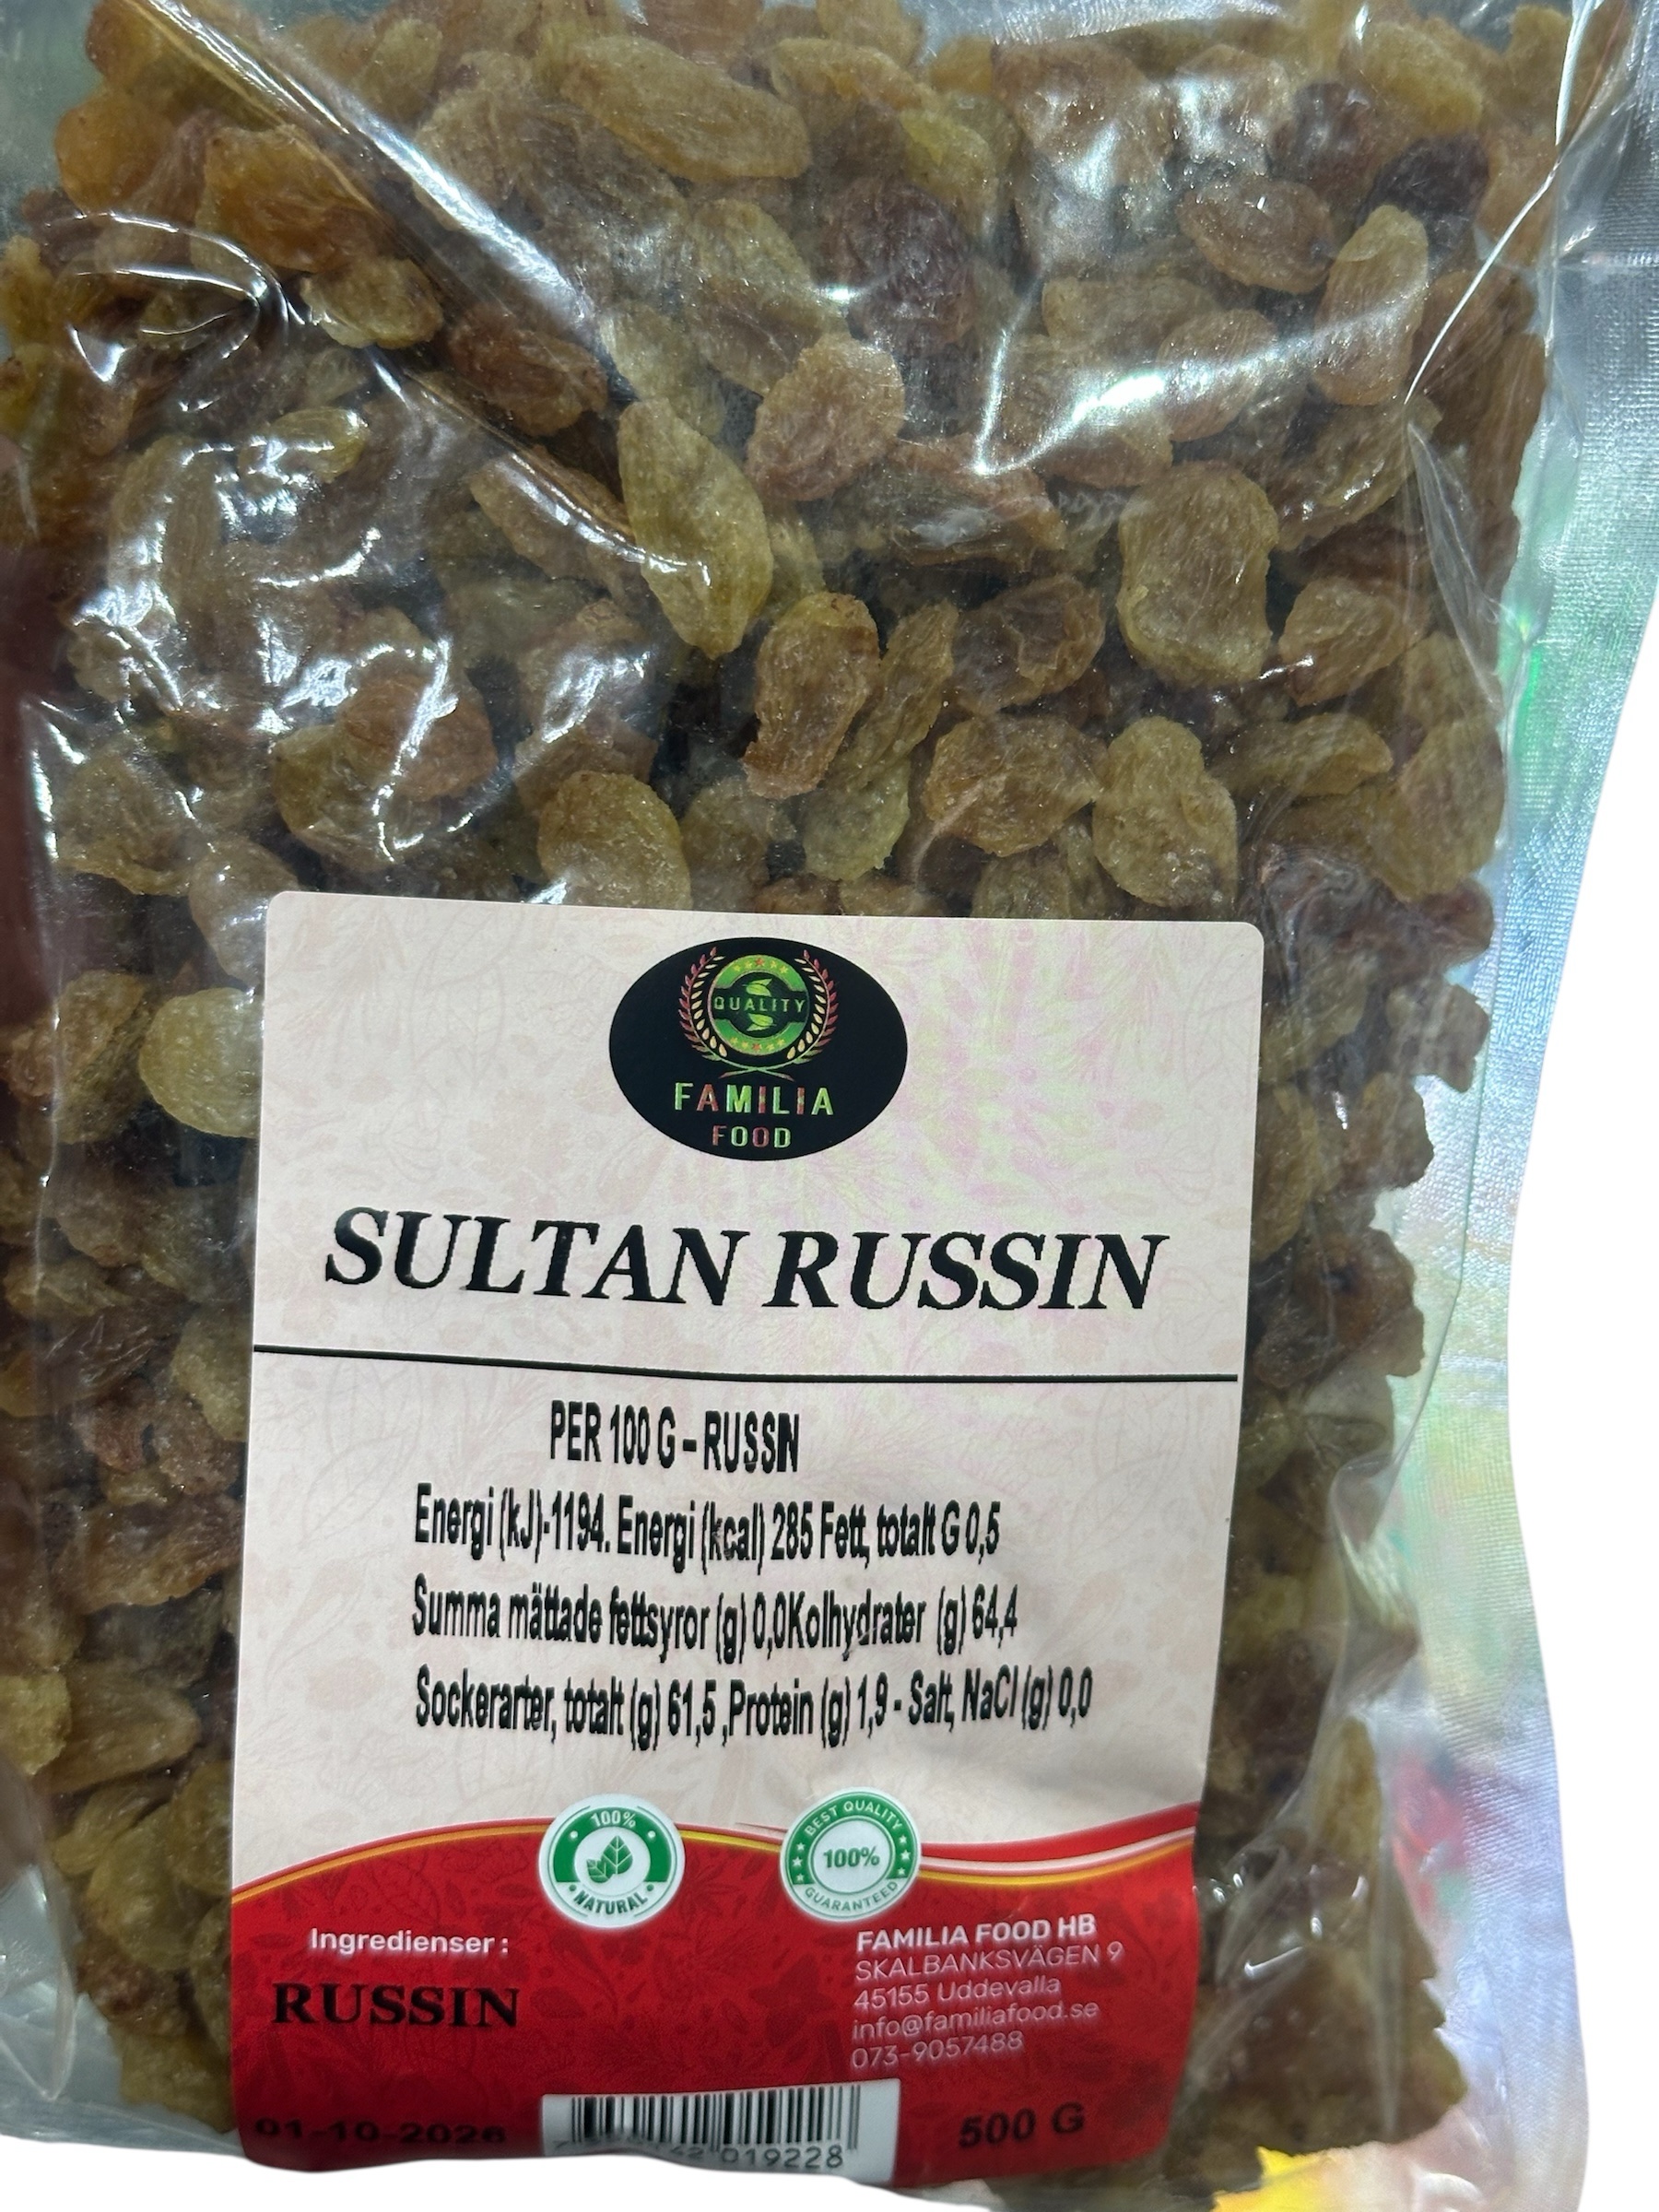 QUALITY
FAMILIA
FOOD
SULTAN RUSSIN
PER 100 G – RUSSIN
Energi (kJ)-1194. Energi (kcal) 285 Fett, totalt G 0,5
Summa mättade fettsyror (g) 0,0Kolhydrater (g) 64,4
Sockerarter, totalt (g) 61,5 ,Protein (g) 1,9 - Salt, NaCl (g) 0,0
100%
NATURAL
BEST QUALITY
100%
GUARANTEED
Ingredienser :
RUSSIN
FAMILIA FOOD HB
SKALBANKSVÄGEN 9
45155 Uddevalla
info@familiafood.se
073-9057488
01-10-2026
019228
500 G